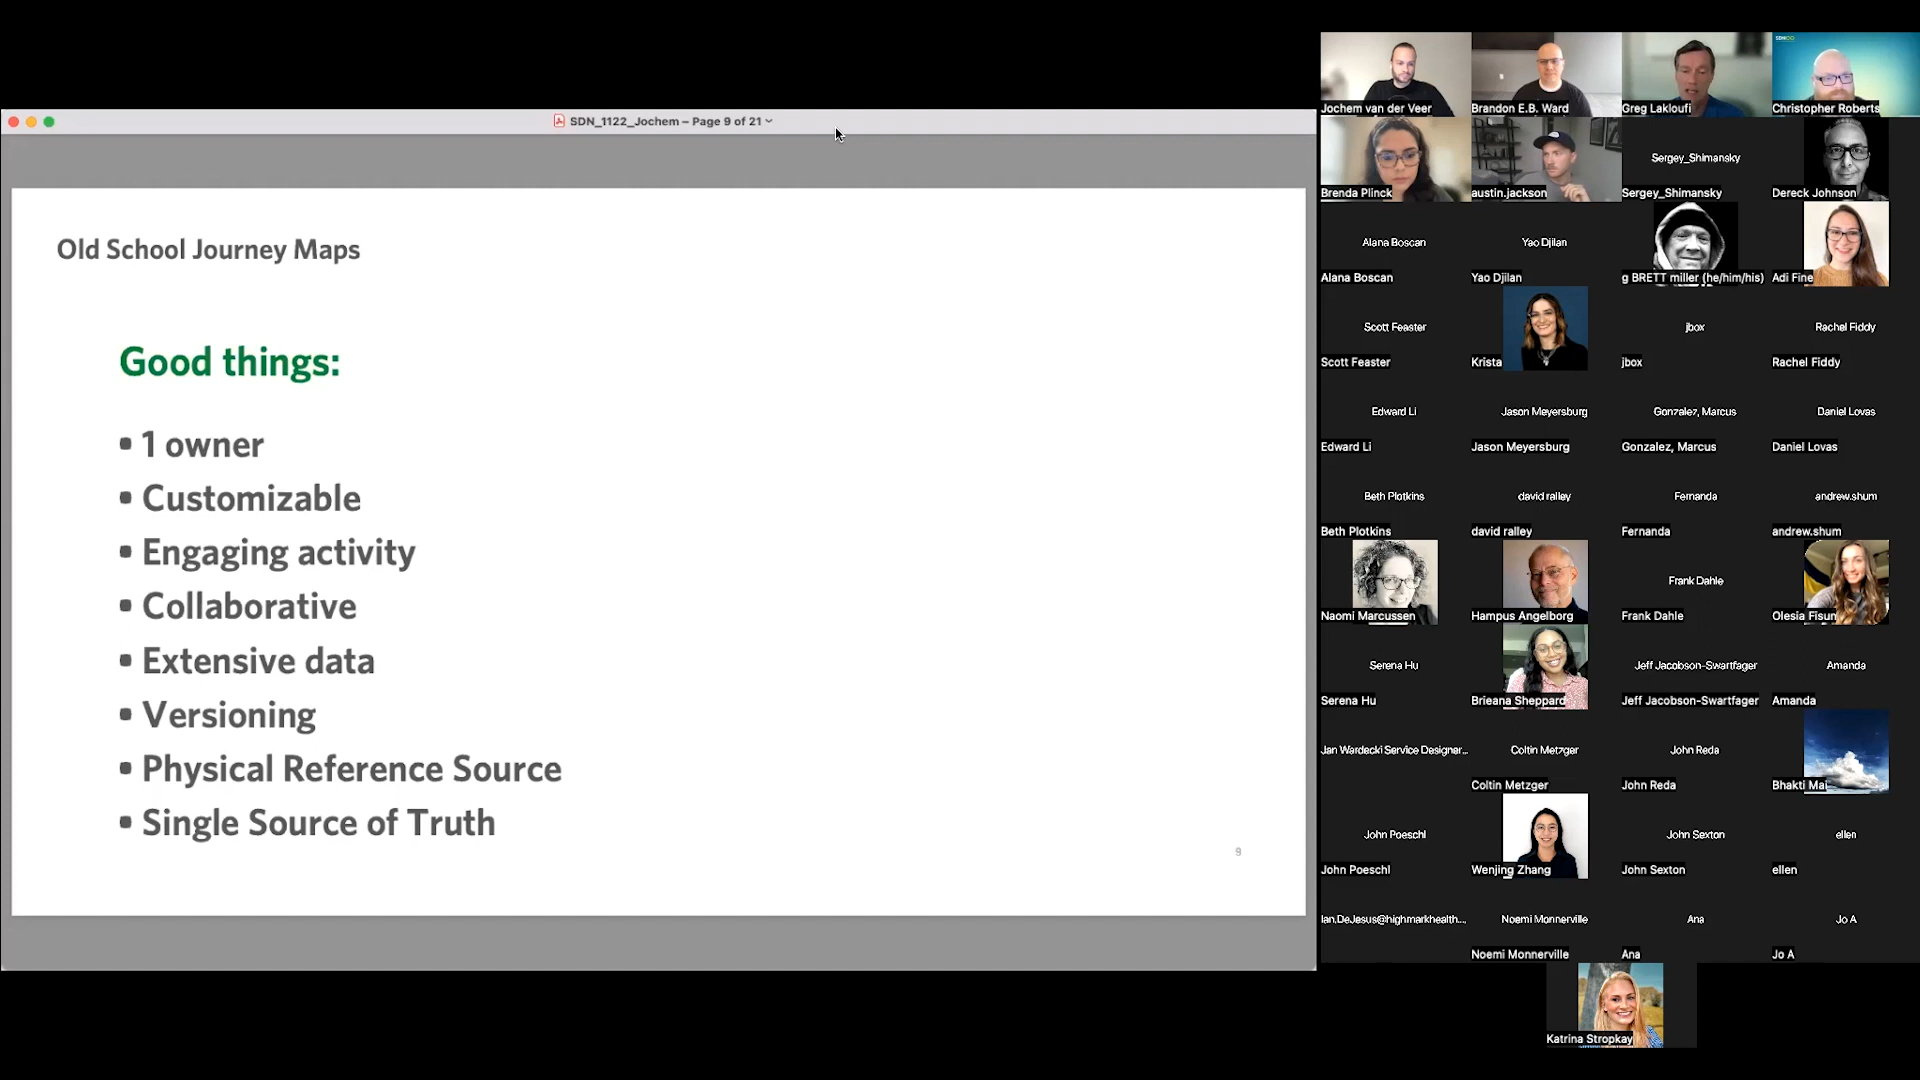 SDN_1122_Jochem – Page 9 of 21
Old School Journey Maps
Good things:
• 1 owner
• Customizable
• Engaging activity
• Collaborative
• Extensive data
• Versioning
• Physical Reference Source
• Single Source of Truth
9
Jochem van der Veer
Brandon E.B. Ward
Greg Lakloufi
Christopher Roberts
Brenda Plinck
austin.jackson
Sergey_Shimansky
Sergey_Shimansky
Dereck Johnson
Alana Boscan
Alana Boscan
Yao Djilan
Yao Djilan
g BRETT miller (he/him/his)
Adi Fine
Scott Feaster
Scott Feaster
Krista
jbox
jbox
Rachel Fiddy
Rachel Fiddy
Edward Li
Edward Li
Jason Meyersburg
Jason Meyersburg
Gonzalez, Marcus
Gonzalez, Marcus
Daniel Lovas
Daniel Lovas
Beth Plotkins
Beth Plotkins
david ralley
david ralley
Fernanda
Fernanda
andrew.shum
andrew.shum
Naomi Marcussen
Hampus Angelborg
Frank Dahle
Frank Dahle
Olesia Fisun
Serena Hu
Serena Hu
Brieana Sheppard
Jeff Jacobson-Swartfager
Jeff Jacobson-Swartfager
Amanda
Amanda
Jan Wardecki Service Designer...
Coltin Metzger
Coltin Metzger
John Reda
John Reda
Bhakti Mai
John Poeschl
John Poeschl
Wenjing Zhang
John Sexton
John Sexton
ellen
ellen
Ian.DeJesus@highmarkhealth....
Noemi Monnerville
Noemi Monnerville
Ana
Ana
Jo A
Jo A
Katrina Stropkay